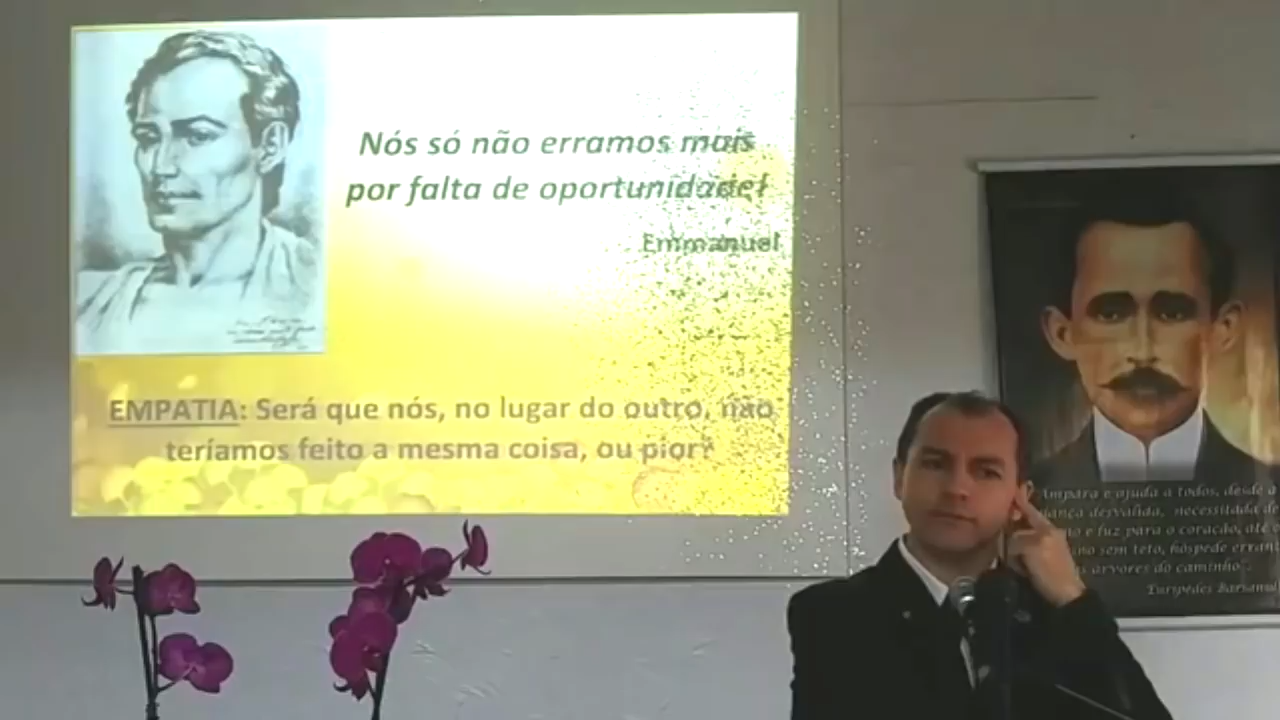 Nós só não erramos mais
por falta de oportunidade!
Emmanuel
EMPATIA: Será que nós, no lugar do outro, não
teríamos feito a mesma coisa, ou pior?
Ampara e ajuda a todos, desde a
desvalida, necessitada de
e luz para o coração, até o
sem teto, hóspede
árvores do caminho".
Eurípedes